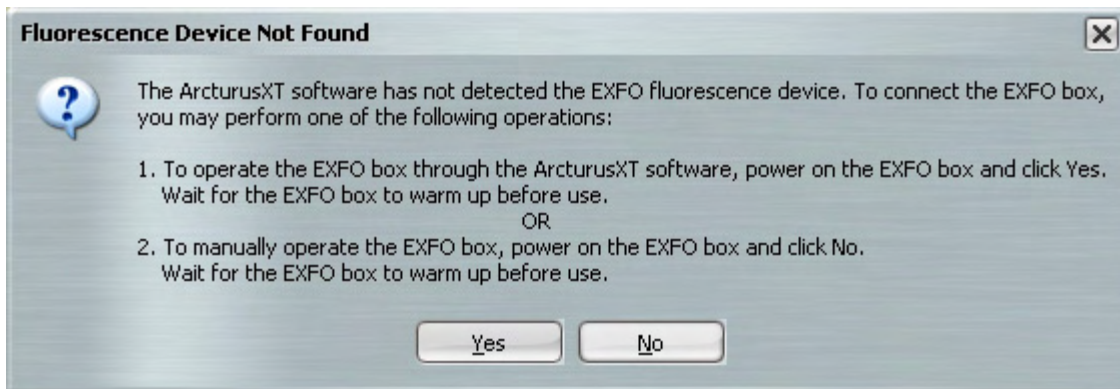 Fluorescence Device Not Found
The ArcturusXT software has not detected the EXFO fluorescence device. To connect the EXFO box,
you may perform one of the following operations:
1. To operate the EXFO box through the ArcturusXT software, power on the EXFO box and click Yes.
Wait for the EXFO box to warm up before use.
OR
2. To manually operate the EXFO box, power on the EXFO box and click No.
Wait for the EXFO box to warm up before use.
Yes
No